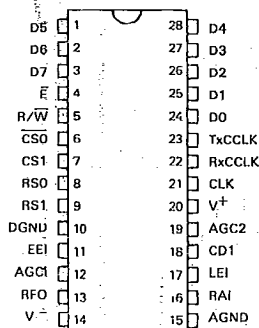 D5 1 28 D4
D6 2 27 D3
D7 3 26 D2
E̅ 4 25 D1
R/W̅ 5 24 D0
C̅S̅0̅ 6 23 TxCCLK
CS1 7 22 RxCCLK
RS0 8 21 CLK
RS1 9 20 V+
DGND 10 19 AGC2
EEI 11 18 CD1
AGC1 12 17 LEI
RFO 13 16 RAI
V− 14 15 AGND